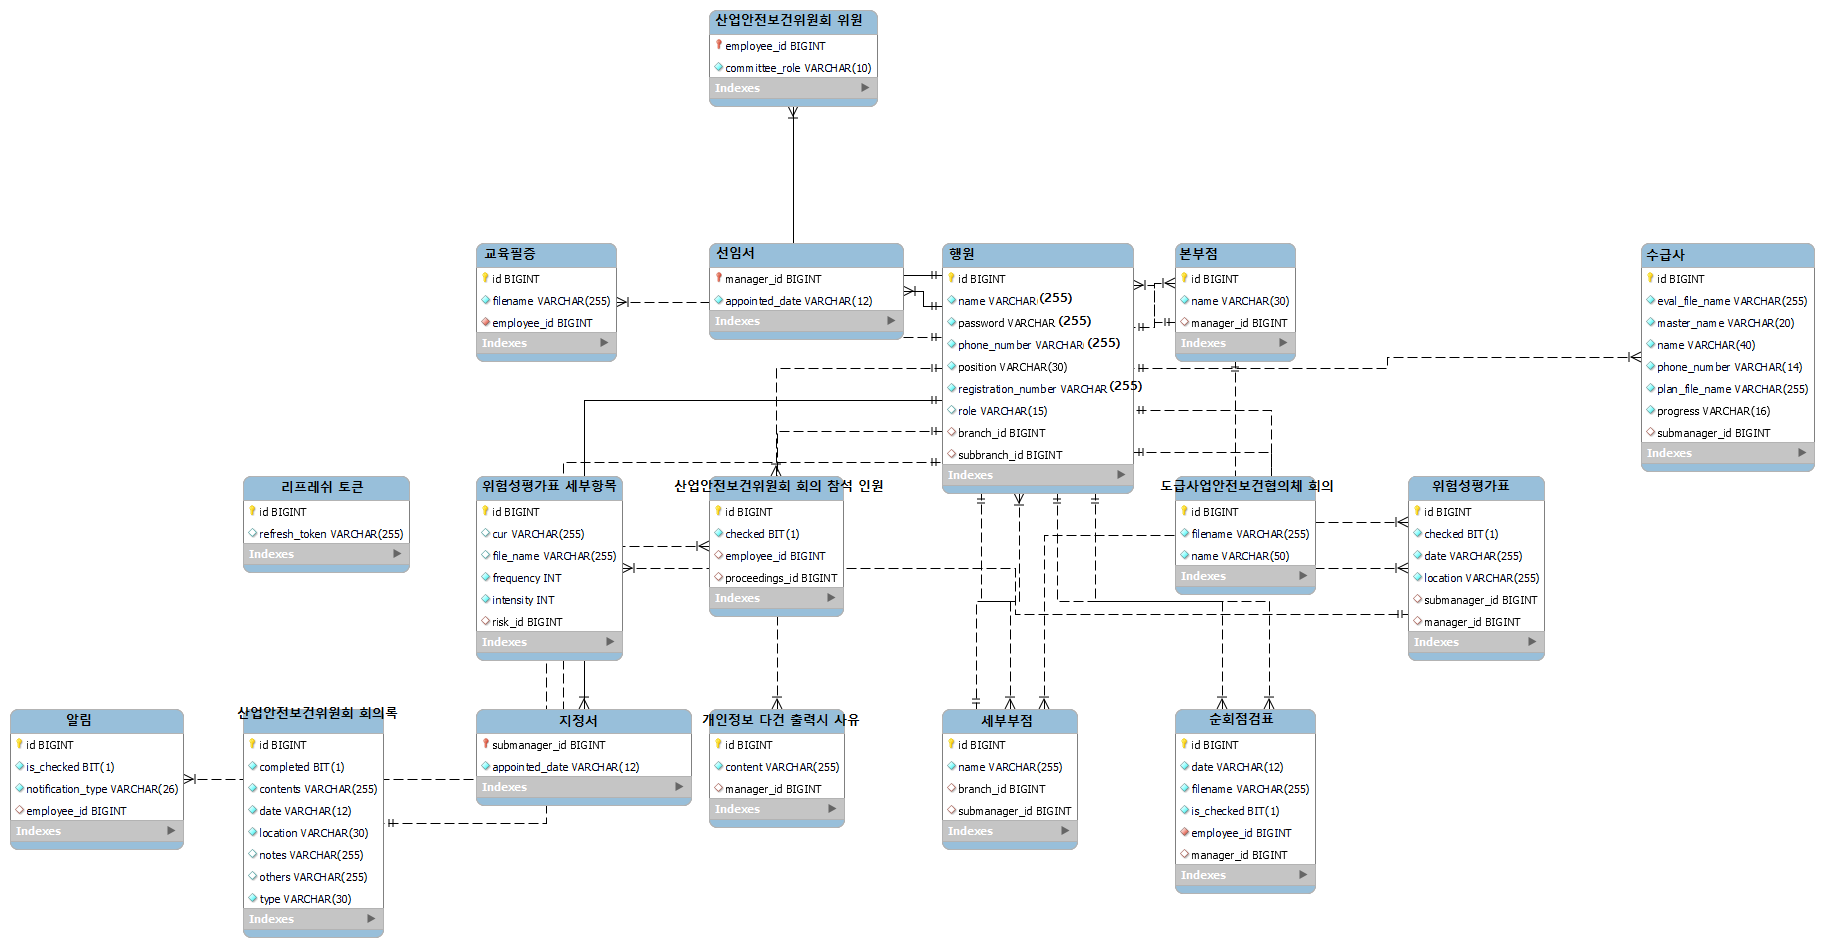 산업안전보건위원회 위원
employee_id BIGINT
committee_role VARCHAR(10)
Indexes
교육필증
id BIGINT
filename VARCHAR(255)
employee_id BIGINT
Indexes
선임서
manager_id BIGINT
appointed_date VARCHAR(12)
Indexes
행원
id BIGINT
name VARCHAR(255)
password VARCHAR (255)
phone_number VARCHAR(255)
position VARCHAR(30)
registration_number VARCHAR(255)
role VARCHAR(15)
branch_id BIGINT
subbranch_id BIGINT
Indexes
본부점
id BIGINT
name VARCHAR(30)
manager_id BIGINT
Indexes
수급사
id BIGINT
eval_file_name VARCHAR(255)
master_name VARCHAR(20)
name VARCHAR(40)
phone_number VARCHAR(14)
plan_file_name VARCHAR(255)
progress VARCHAR(16)
submanager_id BIGINT
Indexes
리프레쉬 토큰
id BIGINT
refresh_token VARCHAR(255)
Indexes
위험성평가표 세부항목
id BIGINT
cur VARCHAR(255)
file_name VARCHAR(255)
frequency INT
intensity INT
risk_id BIGINT
Indexes
산업안전보건위원회 회의 참석 인원
id BIGINT
checked BIT(1)
employee_id BIGINT
proceedings_id BIGINT
Indexes
도급사업안전보건협의체 회의
id BIGINT
filename VARCHAR(255)
name VARCHAR(50)
Indexes
위험성평가표
id BIGINT
checked BIT(1)
date VARCHAR(255)
location VARCHAR(255)
submanager_id BIGINT
manager_id BIGINT
Indexes
알림
id BIGINT
is_checked BIT(1)
notification_type VARCHAR(26)
employee_id BIGINT
Indexes
산업안전보건위원회 회의록
id BIGINT
completed BIT(1)
contents VARCHAR(255)
date VARCHAR(12)
location VARCHAR(30)
notes VARCHAR(255)
others VARCHAR(255)
type VARCHAR(30)
Indexes
지정서
submanager_id BIGINT
appointed_date VARCHAR(12)
Indexes
개인정보 다건 출력시 사유
id BIGINT
content VARCHAR(255)
manager_id BIGINT
Indexes
세부부점
id BIGINT
name VARCHAR(255)
branch_id BIGINT
submanager_id BIGINT
Indexes
순회점검표
id BIGINT
date VARCHAR(12)
filename VARCHAR(255)
is_checked BIT(1)
employee_id BIGINT
manager_id BIGINT
Indexes